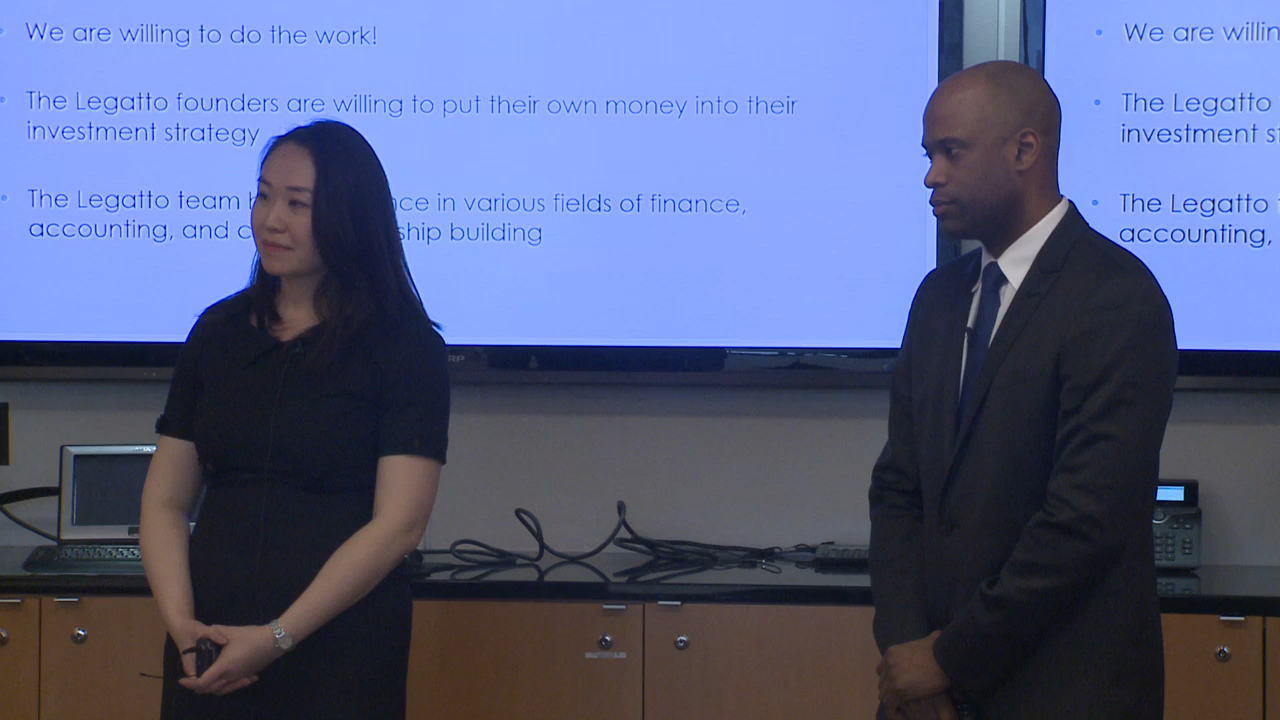 We are willing to do the work!
The Legatto founders are willing to put their own money into their
investment strategy
The Legatto team
nce in various fields of finance,
accounting, and c
ship building
We are willin
The Legatto
investment st
The Legatto
accounting,
RP